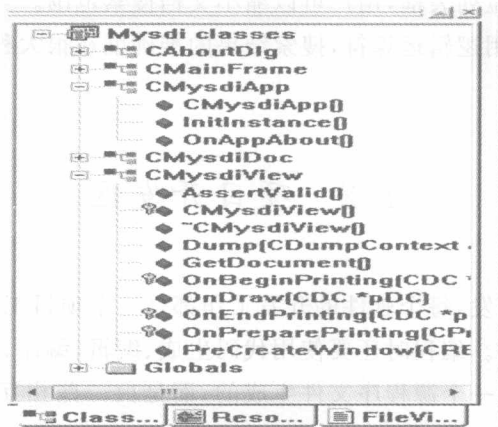 Mysdi classes
CAboutDlg
CMainFrame
CMysdiApp
CMysdiApp()
InitInstance()
OnAppAbout()
CMysdiDoc
CMysdiView
AssertValid()
CMysdiView()
~CMysdiView()
Dump(CDumpContext
GetDocument()
OnBeginPrinting(CDC *
OnDraw(CDC *pDC)
OnEndPrinting(CDC *p
OnPreparePrinting(CPri
PreCreateWindow(CRE
Globals
Class... Reso... FileVi...